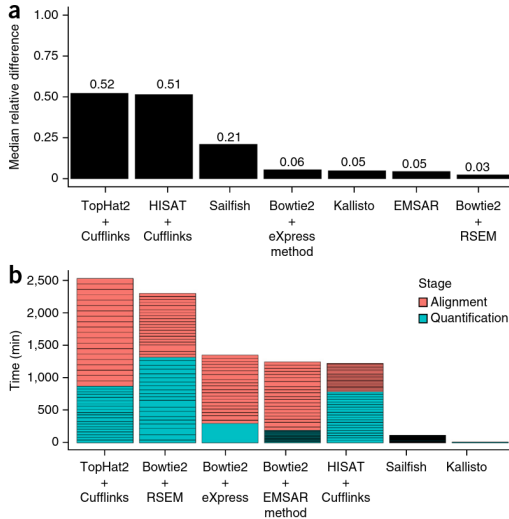 a
Median relative difference
1.00
0.75
0.50
0.25
0
0.52
0.51
0.21
0.06
0.05
0.05
0.03
TopHat2
+
Cufflinks
HISAT
+
Cufflinks
Sailfish
Bowtie2
+
eXpress
method
Kallisto
EMSAR
Bowtie2
+
RSEM
b
Time (min)
2,500
2,000
1,500
1,000
500
0
Stage
Alignment
Quantification
TopHat2
+
Cufflinks
Bowtie2
+
RSEM
Bowtie2
+
eXpress
Bowtie2
+
EMSAR
method
HISAT
+
Cufflinks
Sailfish
Kallisto